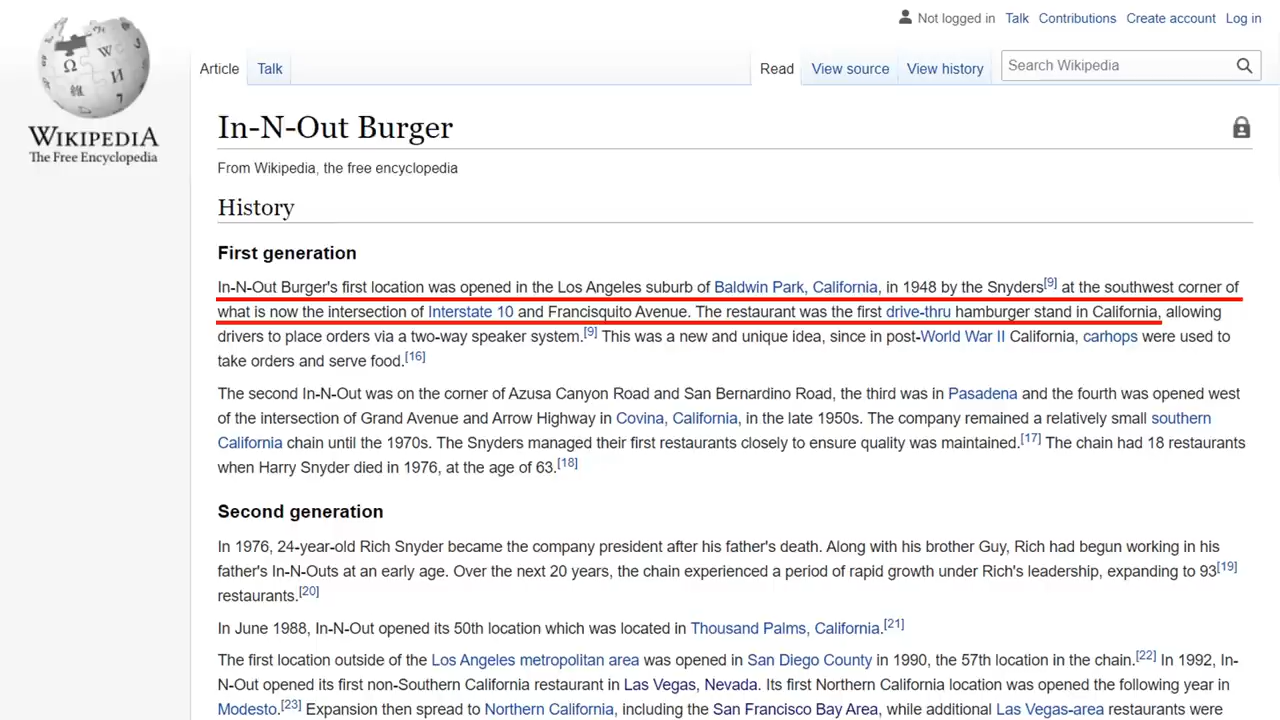 Not logged in Talk Contributions Create account Log in
Article Talk Read View source View history Search Wikipedia
WIKIPEDIA
The Free Encyclopedia
In-N-Out Burger
From Wikipedia, the free encyclopedia
History
First generation
In-N-Out Burger's first location was opened in the Los Angeles suburb of Baldwin Park, California, in 1948 by the Snyders[9] at the southwest corner of
what is now the intersection of Interstate 10 and Francisquito Avenue. The restaurant was the first drive-thru hamburger stand in California, allowing
drivers to place orders via a two-way speaker system.[9] This was a new and unique idea, since in post-World War II California, carhops were used to
take orders and serve food.[16]
The second In-N-Out was on the corner of Azusa Canyon Road and San Bernardino Road, the third was in Pasadena and the fourth was opened west
of the intersection of Grand Avenue and Arrow Highway in Covina, California, in the late 1950s. The company remained a relatively small southern
California chain until the 1970s. The Snyders managed their first restaurants closely to ensure quality was maintained.[17] The chain had 18 restaurants
when Harry Snyder died in 1976, at the age of 63.[18]
Second generation
In 1976, 24-year-old Rich Snyder became the company president after his father's death. Along with his brother Guy, Rich had begun working in his
father's In-N-Outs at an early age. Over the next 20 years, the chain experienced a period of rapid growth under Rich's leadership, expanding to 93[19]
restaurants.[20]
In June 1988, In-N-Out opened its 50th location which was located in Thousand Palms, California.[21]
The first location outside of the Los Angeles metropolitan area was opened in San Diego County in 1990, the 57th location in the chain.[22] In 1992, In-
N-Out opened its first non-Southern California restaurant in Las Vegas, Nevada. Its first Northern California location was opened the following year in
Modesto.[23] Expansion then spread to Northern California, including the San Francisco Bay Area, while additional Las Vegas-area restaurants were